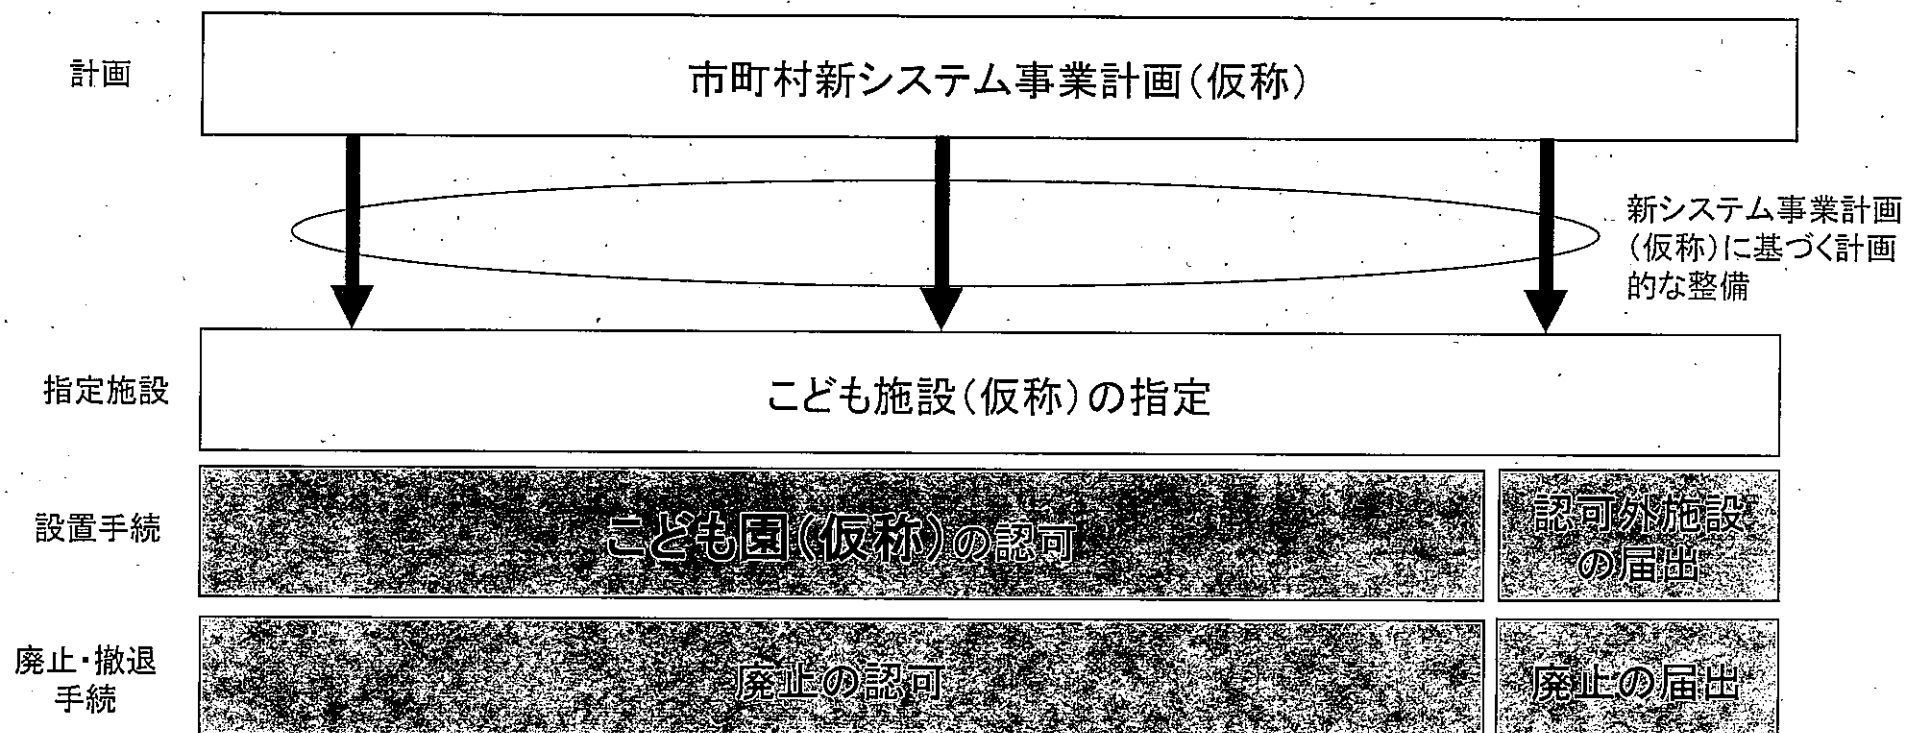 計画
市町村新システム事業計画(仮称)
新システム事業計画
(仮称)に基づく計画
的な整備
指定施設
こども施設(仮称)の指定
設置手続
こども園(仮称)の認可
認可外施設
の届出
廃止・撤退
手続
廃止の認可
廃止の届出